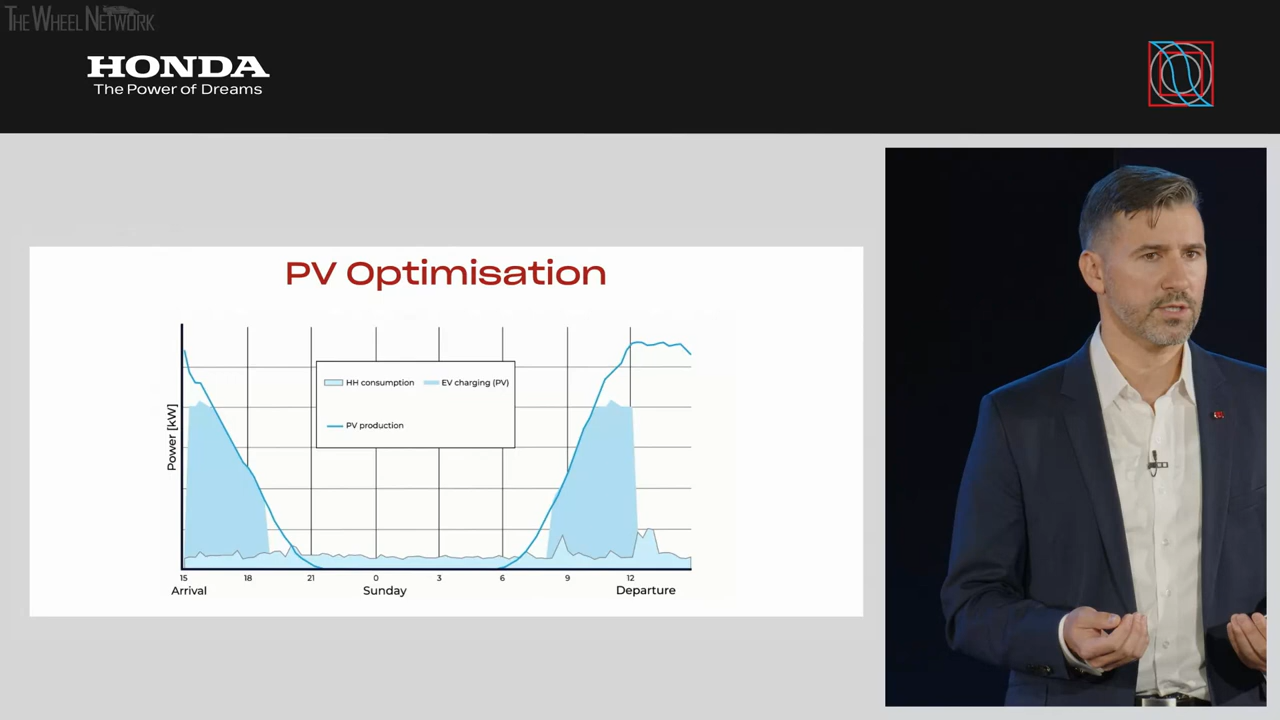 THE WHEEL NETWORK
HONDA
The Power of Dreams
PV Optimisation
HH consumption
EV charging (PV)
PV production
Power [kW]
15 18 21 0 3 6 9 12
Arrival Sunday Departure